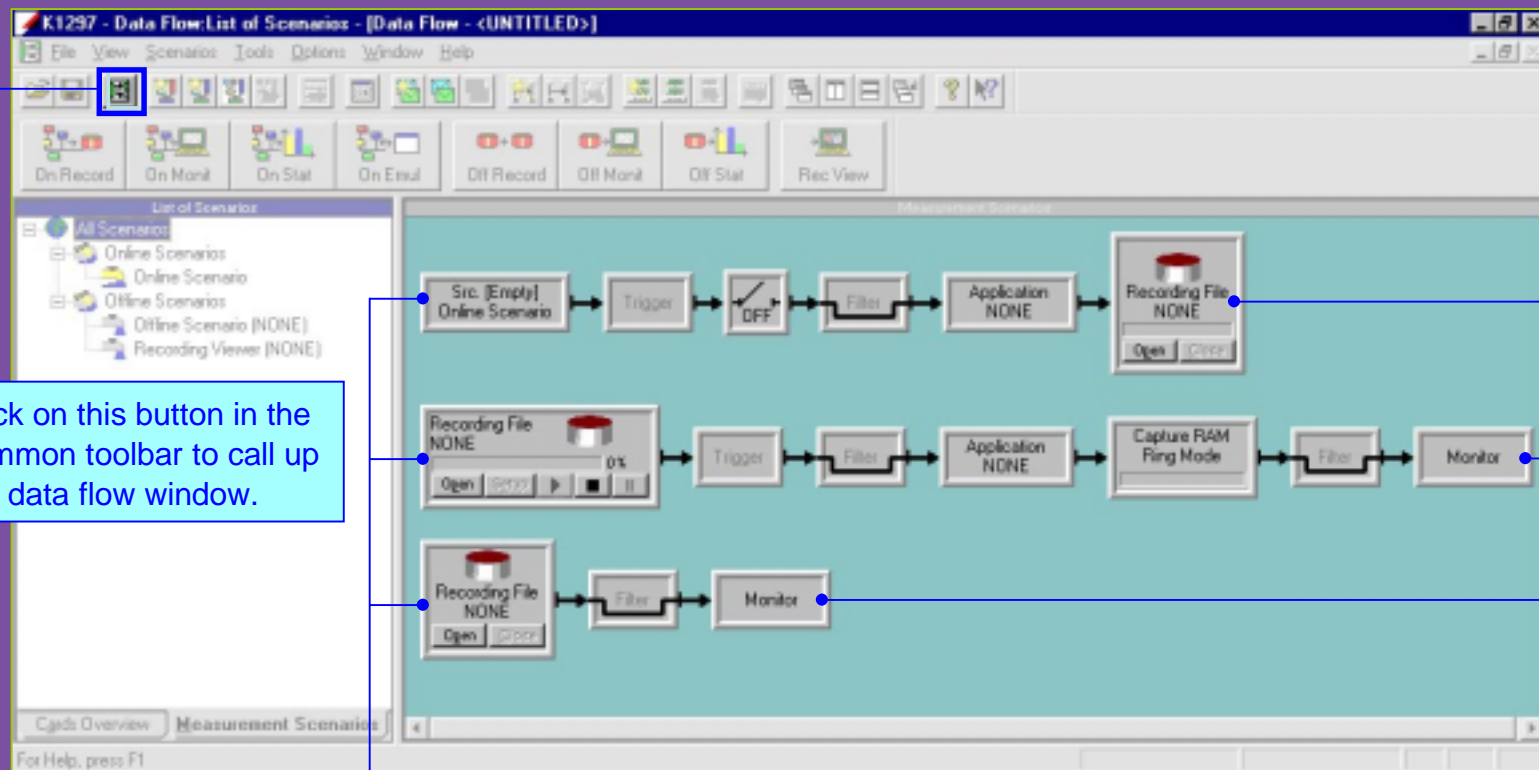 K1297 - Data Flow:List of Scenarios - [Data Flow - <UNTITLED>]
File View Scenarios Tools Options Window Help
On Record On Monit On Stat On Emul Off Record Off Monit Off Stat Rec View
List of Scenarios
Measurement Scenarios
All Scenarios
Online Scenarios
Online Scenario
Offline Scenarios
Offline Scenario (NONE)
Recording Viewer (NONE)
ck on this button in the
mmon toolbar to call up
data flow window.
Src. [Empty]
Online Scenario
Trigger
OFF
Filter
Application
NONE
Recording File
NONE
Open Close
Recording File
NONE
0%
Open Setup
Trigger
Filter
Application
NONE
Capture RAM
Ring Mode
Filter
Monitor
Recording File
NONE
Open Close
Filter
Monitor
Cards Overview Measurement Scenarios
For Help, press F1